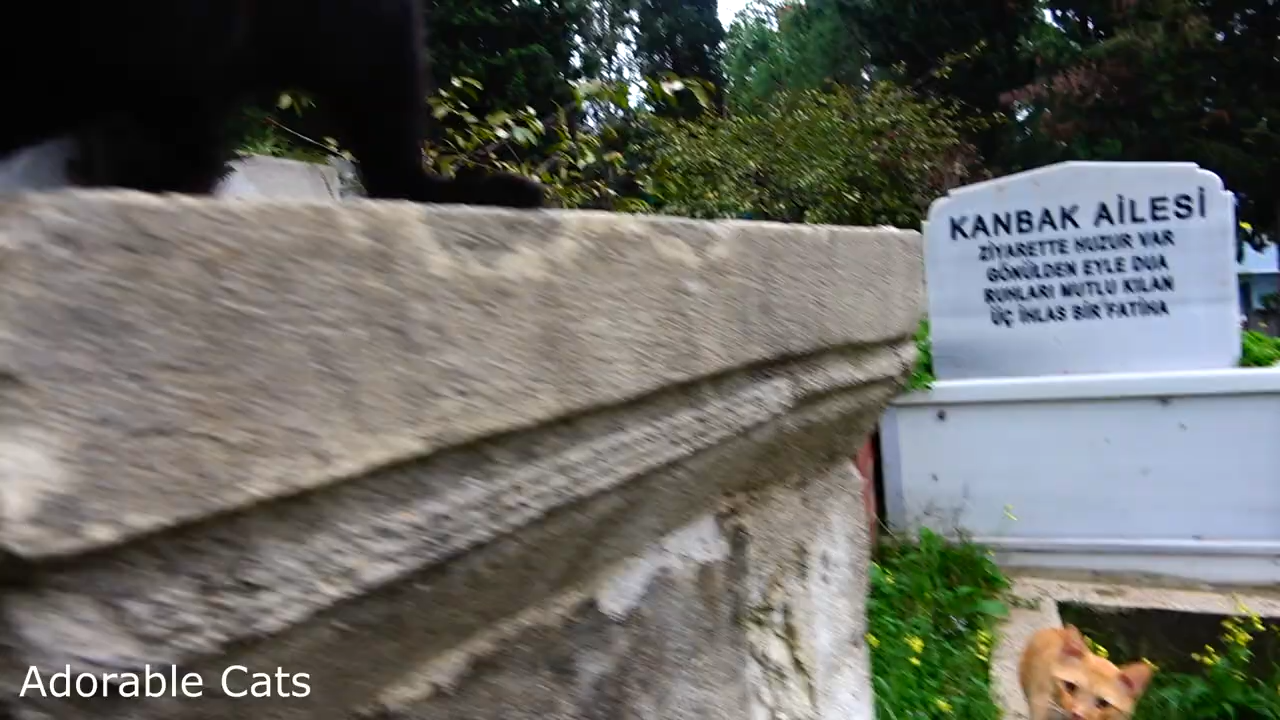 KANBAK AİLESİ
ZİYARETTE HUZUR VAR
GÖNÜLDEN EYLE DUA
RUHLARI MUTLU KILAN
ÜÇ İHLAS BİR FATİHA
Adorable Cats